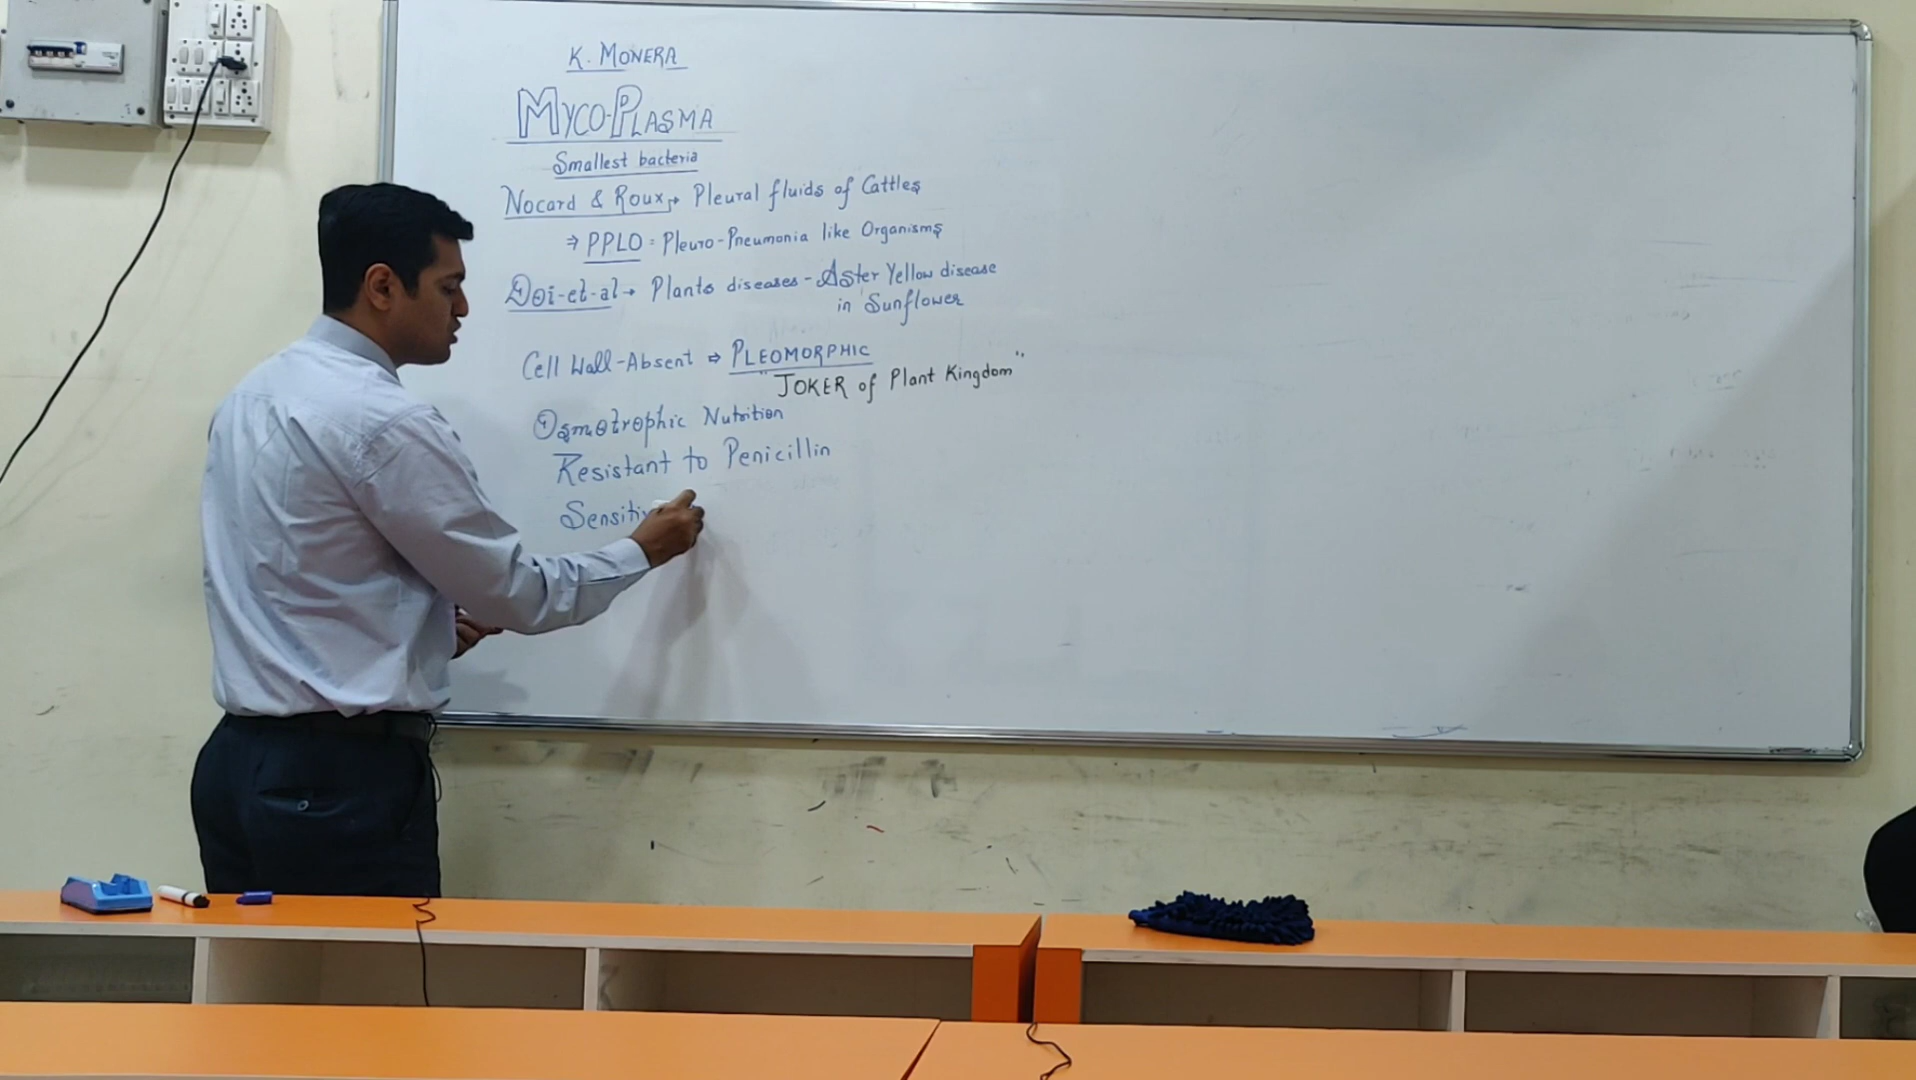 K. MONERA
MYCO-PLASMA
Smallest bacteria
Nocard & Roux → Pleural fluids of Cattles
⇒ PPLO = Pleuro-Pneumonia like Organisms
Doi-et-al → Plants diseases - Aster Yellow disease
in Sunflower
Cell Wall-Absent ⇒ PLEOMORPHIC
"JOKER of Plant Kingdom"
Osmotrophic Nutrition
Resistant to Penicillin
Sensiti